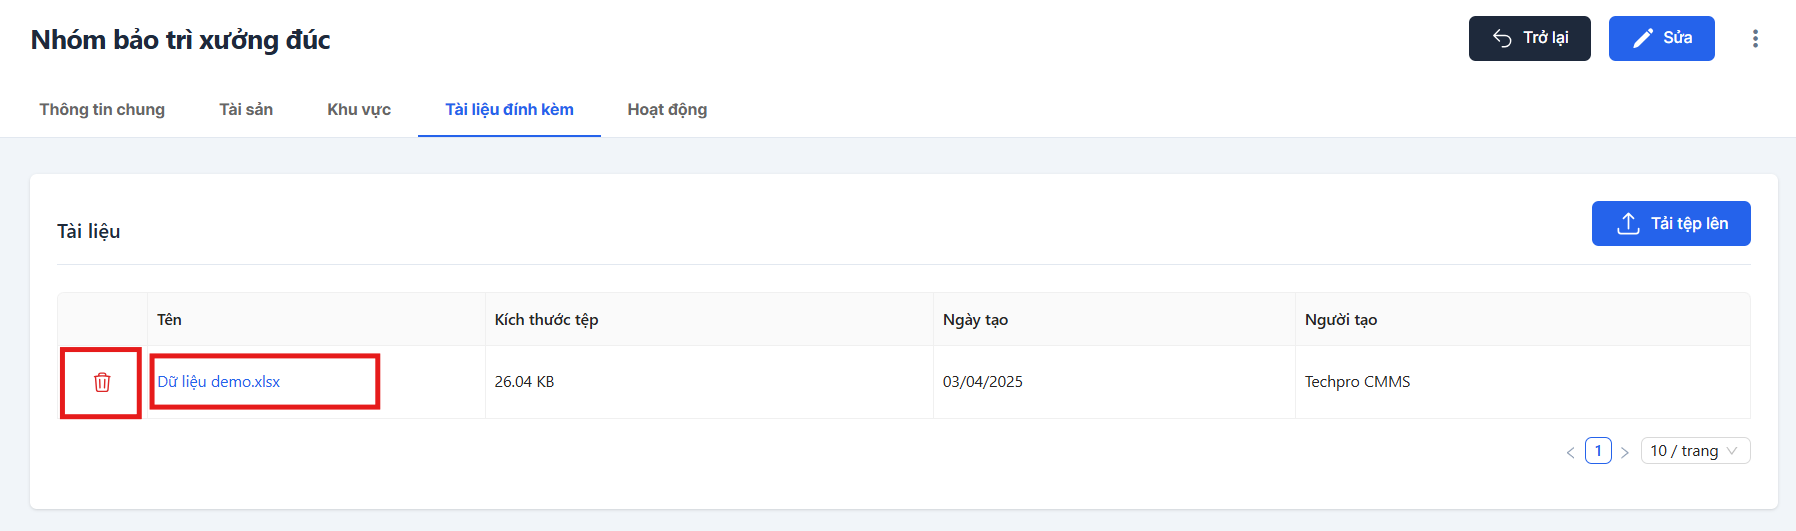 Nhóm bảo trì xưởng đúc
Trở lại
Sửa
Thông tin chung Tài sản Khu vực Tài liệu đính kèm Hoạt động
Tài liệu
Tải tệp lên
Tên Kích thước tệp Ngày tạo Người tạo
Dữ liệu demo.xlsx 26.04 KB 03/04/2025 Techpro CMMS
< 1 > 10 / trang